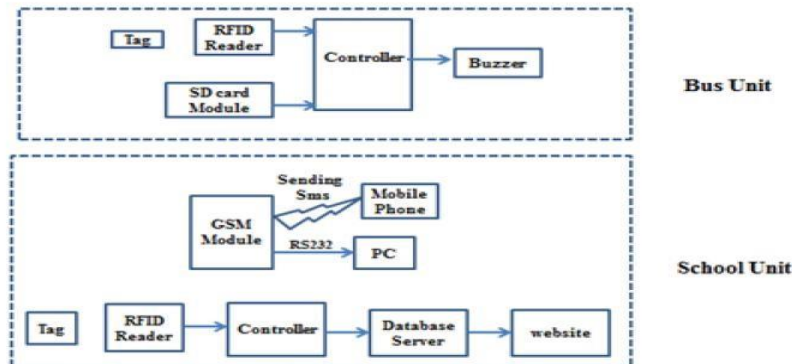 Tag
RFID
Reader
Controller
Buzzer
SD card
Module
Bus Unit
Sending
Sms
Mobile
Phone
GSM
Module
RS232
PC
School Unit
Tag
RFID
Reader
Controller
Database
Server
website